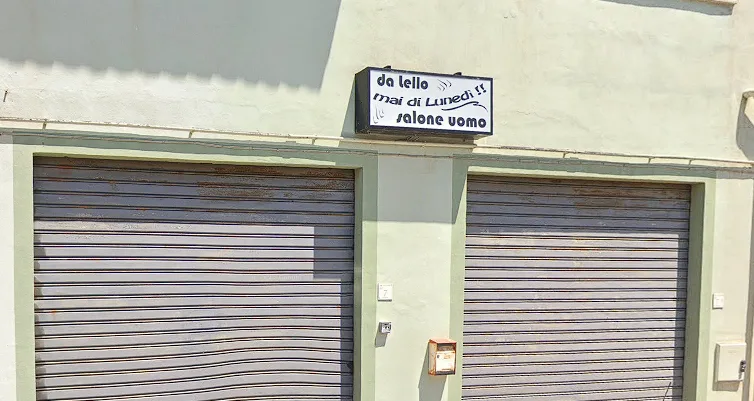 da Lello
mai di Lunedì !!
salone uomo